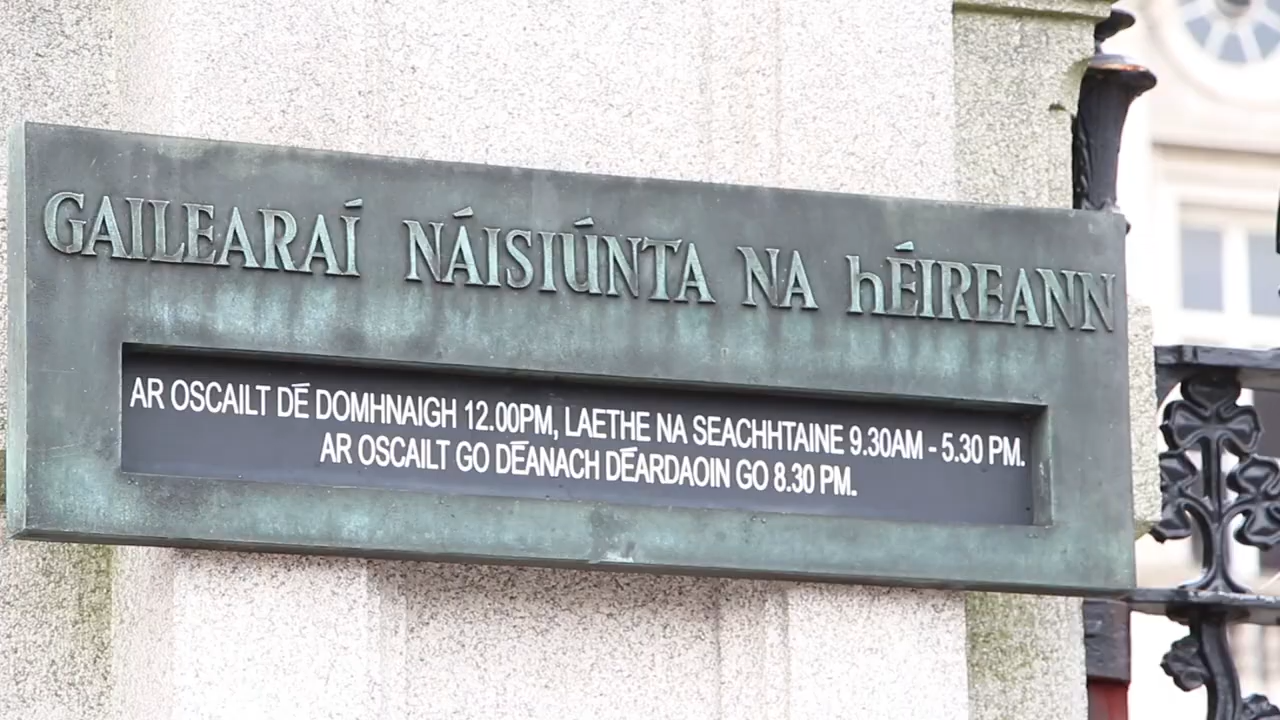 GAILEARAÍ NÁISIÚNTA NA hÉIREANN
AR OSCAILT DÉ DOMHNAIGH 12.00PM, LAETHE NA SEACHHTAINE 9.30AM - 5.30 PM.
AR OSCAILT GO DÉANACH DÉARDAOIN GO 8.30 PM.